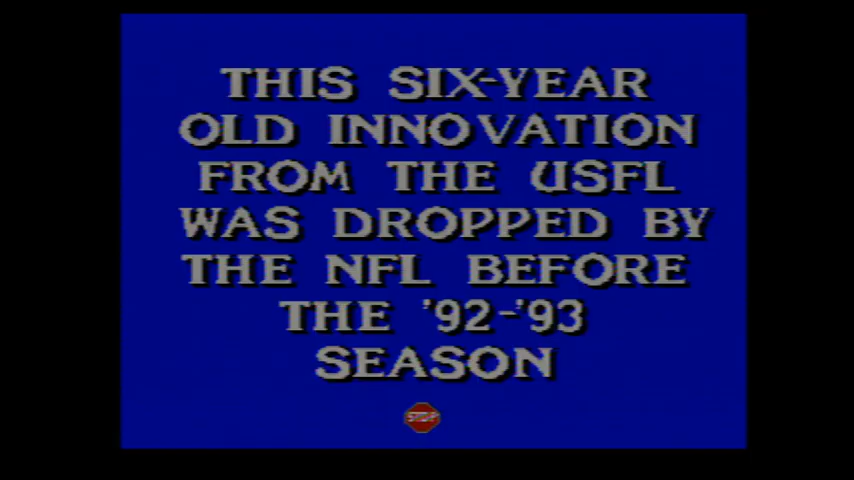 THIS SIX-YEAR
OLD INNOVATION
FROM THE USFL
WAS DROPPED BY
THE NFL BEFORE
THE '92-'93
SEASON
STOP